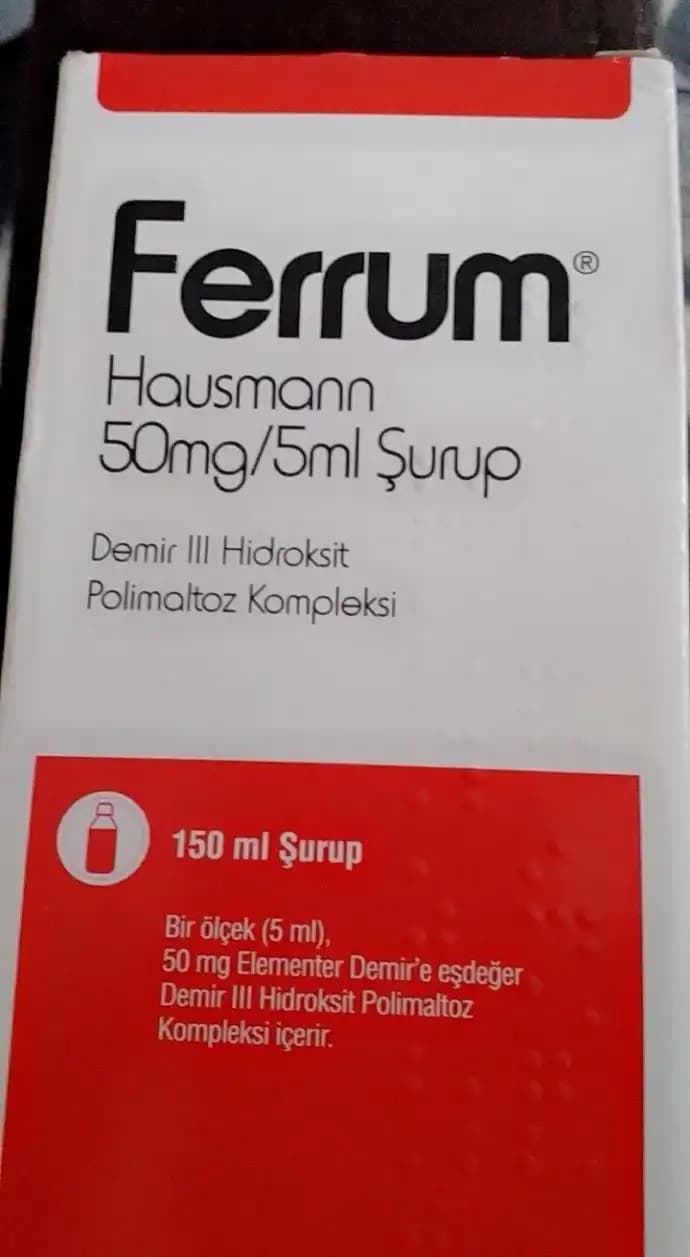 Ferrum®
Hausmann
50mg/5ml Şurup
Demir III Hidroksit
Polimaltoz Kompleksi
150 ml Şurup
Bir ölçek (5 ml),
50 mg Elementer Demir'e eşdeğer
Demir III Hidroksit Polimaltoz
Kompleksi içerir.